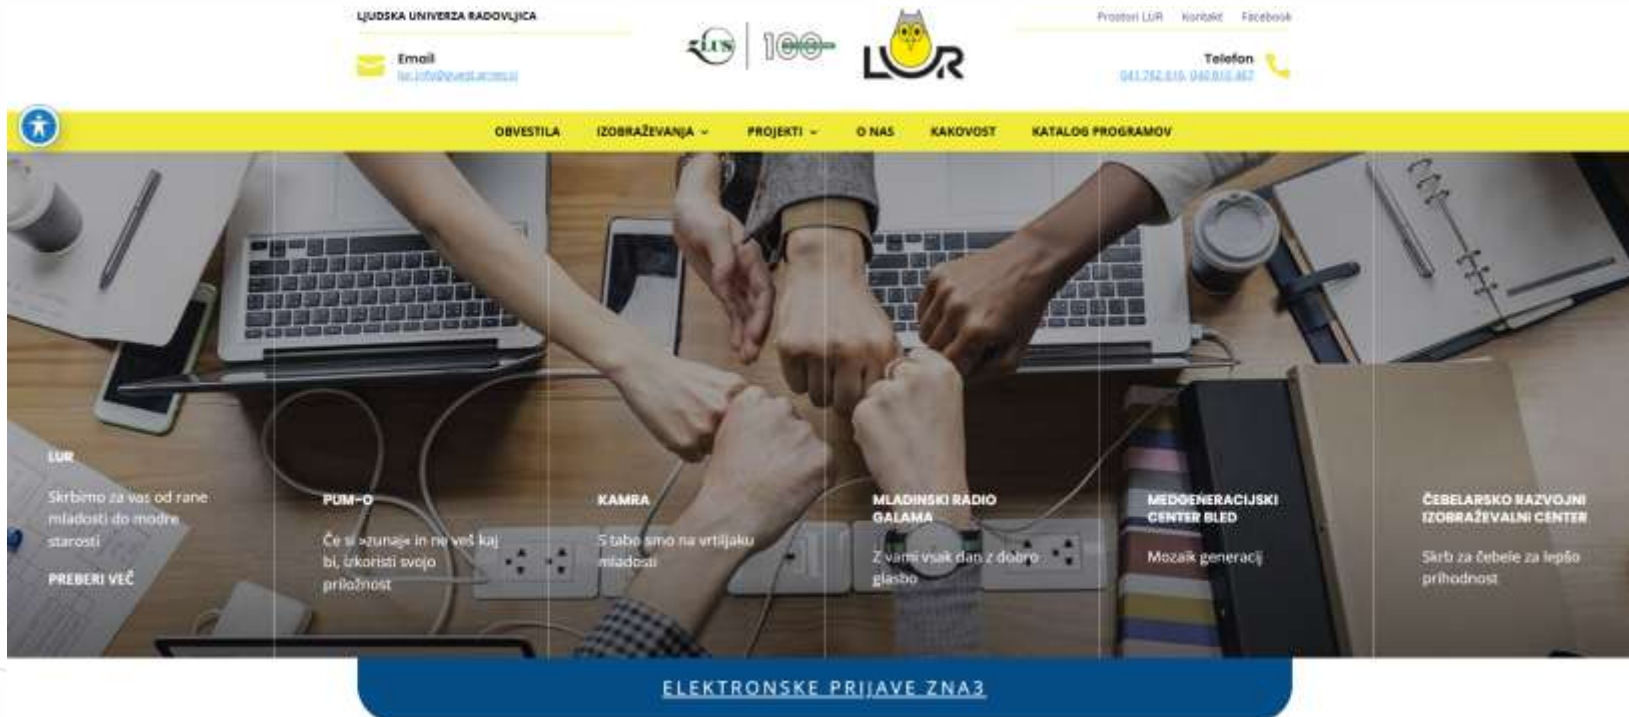 LJUDSKA UNIVERZA RADOVLJICA
Prostori LUR Kontakt Facebook
Email
ZLUS 100
LUR
Telefon
OBVESTILA IZOBRAŽEVANJA PROJEKTI O NAS KAKOVOST KATALOG PROGRAMOV
LUR
Skrbimo za vas od rane
mladosti do modre
starosti
PREBERI VEČ
PUM-O
Če si »zunaj« in ne veš kaj
bi, izkoristi svojo
priložnost
KAMRA
S tabo smo na vrtiljaku
mladosti
MLADINSKI RADIO
GALAMA
Z vami vsak dan z dobro
glasbo
MEDGENERACIJSKI
CENTER BLED
Mozaik generacij
ČEBELARSKO RAZVOJNI
IZOBRAŽEVALNI CENTER
Skrb za čebele za lepšo
prihodnost
ELEKTRONSKE PRIJAVE ZNA3